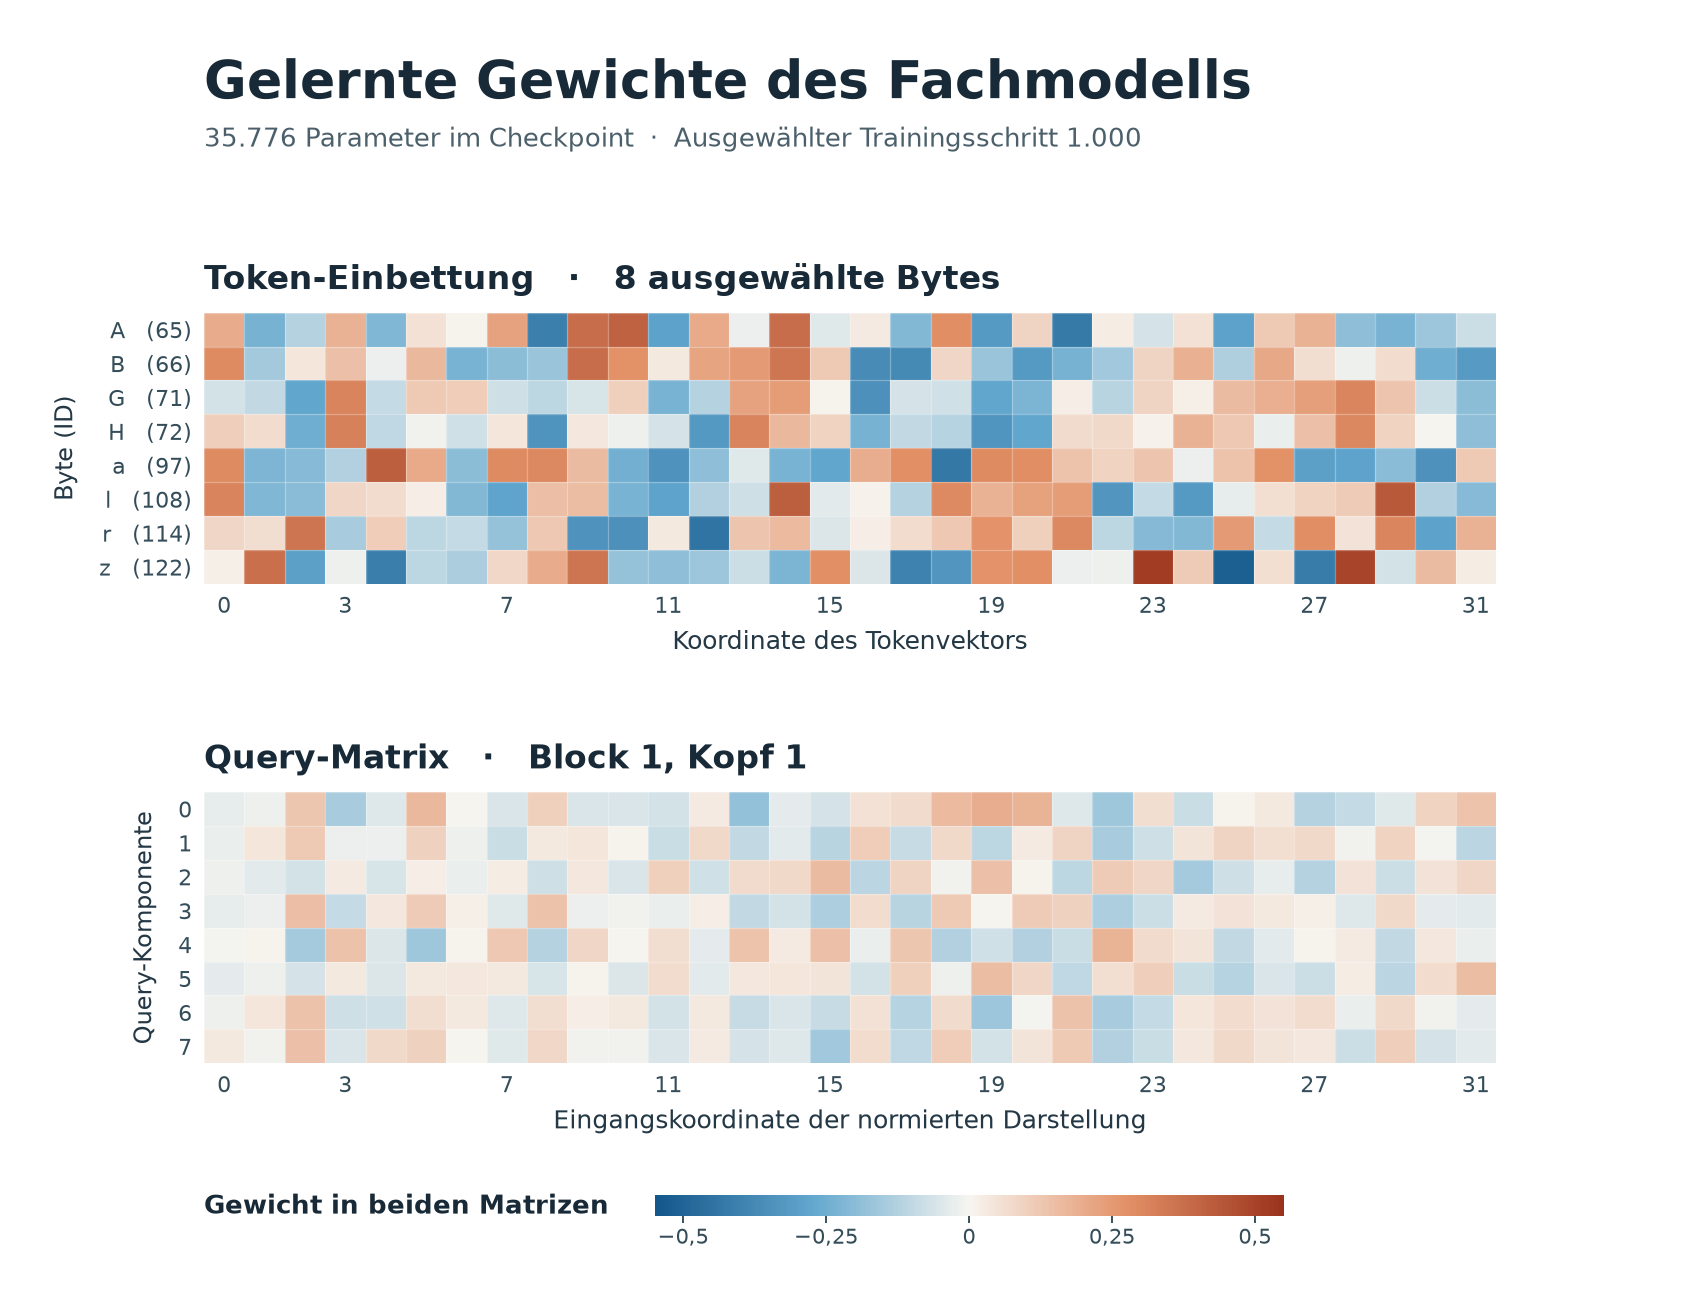 Gelernte Gewichte des Fachmodells
35.776 Parameter im Checkpoint · Ausgewählter Trainingsschritt 1.000
Token-Einbettung · 8 ausgewählte Bytes
Byte (ID)
A (65)
B (66)
G (71)
H (72)
a (97)
l (108)
r (114)
z (122)
0 3 7 11 15 19 23 27 31
Koordinate des Tokenvektors
Query-Matrix · Block 1, Kopf 1
Query-Komponente
0
1
2
3
4
5
6
7
0 3 7 11 15 19 23 27 31
Eingangskoordinate der normierten Darstellung
Gewicht in beiden Matrizen
−0,5 −0,25 0 0,25 0,5